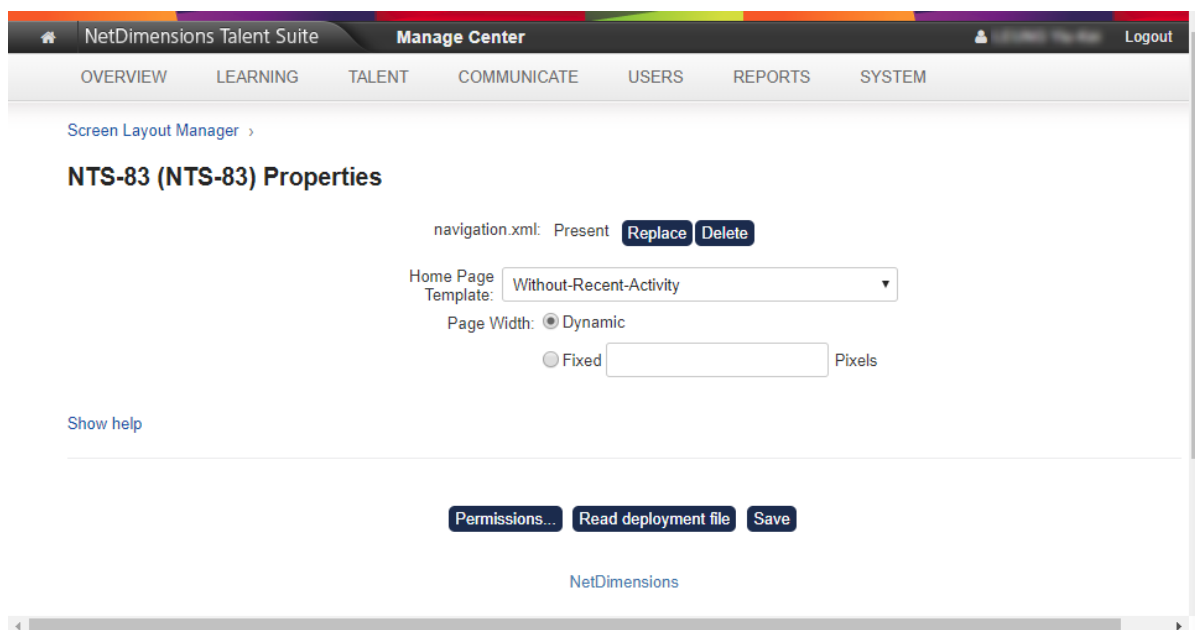 NetDimensions Talent Suite Manage Center Logout
OVERVIEW LEARNING TALENT COMMUNICATE USERS REPORTS SYSTEM
Screen Layout Manager ›
NTS-83 (NTS-83) Properties
navigation.xml: Present Replace Delete
Home Page
Template: Without-Recent-Activity
Page Width: Dynamic
Fixed Pixels
Show help
Permissions... Read deployment file Save
NetDimensions